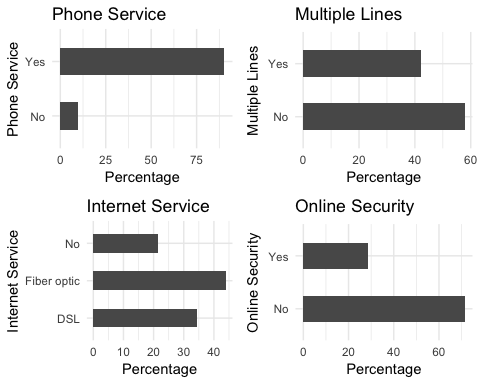 Phone Service
Phone Service
Yes
No
0 25 50 75
Percentage
Multiple Lines
Multiple Lines
Yes
No
0 20 40 60
Percentage
Internet Service
Internet Service
No
Fiber optic
DSL
0 10 20 30 40
Percentage
Online Security
Online Security
Yes
No
0 20 40 60
Percentage